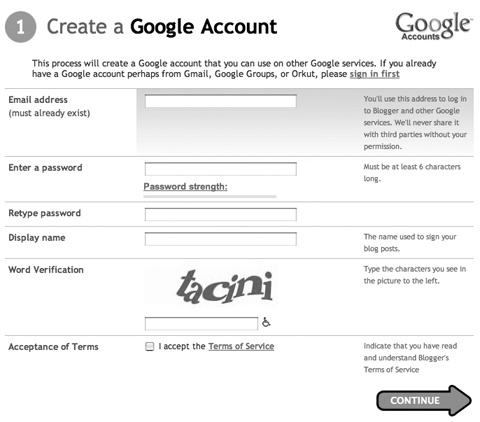 1 Create a Google Account
Google
Accounts
This process will create a Google account that you can use on other Google services. If you already
have a Google account perhaps from Gmail, Google Groups, or Orkut, please sign in first
Email address
(must already exist)
You'll use this address to log in
to Blogger and other Google
services. We'll never share it
with third parties without your
permission.
Enter a password
Must be at least 6 characters
long.
Password strength:
Retype password
Display name
The name used to sign your
blog posts.
Word Verification
tacini
Type the characters you see in
the picture to the left.
Acceptance of Terms
I accept the Terms of Service
Indicate that you have read
and understand Blogger's
Terms of Service
CONTINUE